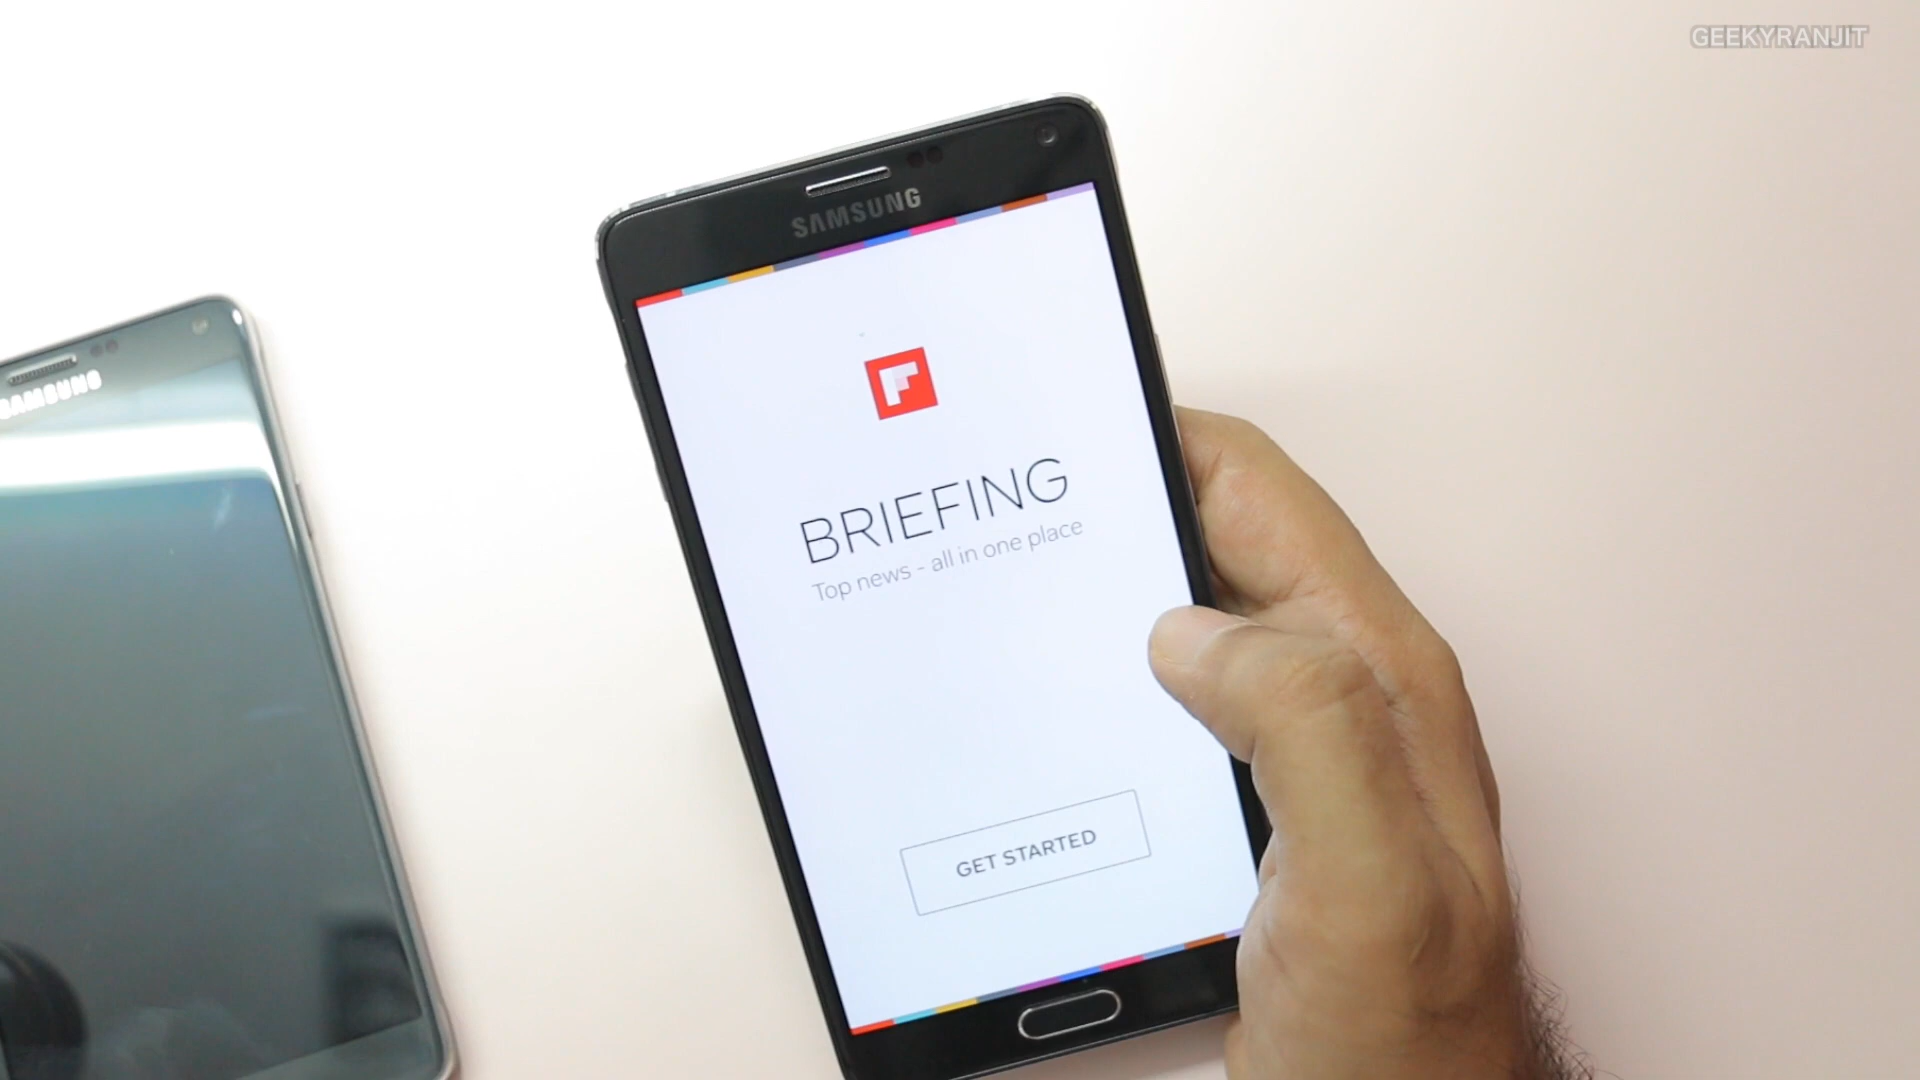 GEEKYRANJIT
SAMSUNG
SAMSUNG
BRIEFING
Top news - all in one place
GET STARTED